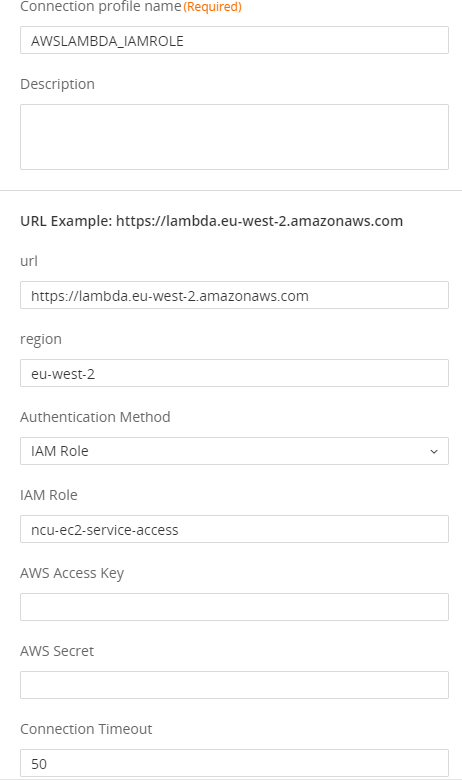 Connection profile name(Required)
AWSLAMBDA_IAMROLE
Description
URL Example: https://lambda.eu-west-2.amazonaws.com
url
https://lambda.eu-west-2.amazonaws.com
region
eu-west-2
Authentication Method
IAM Role
IAM Role
ncu-ec2-service-access
AWS Access Key
AWS Secret
Connection Timeout
50